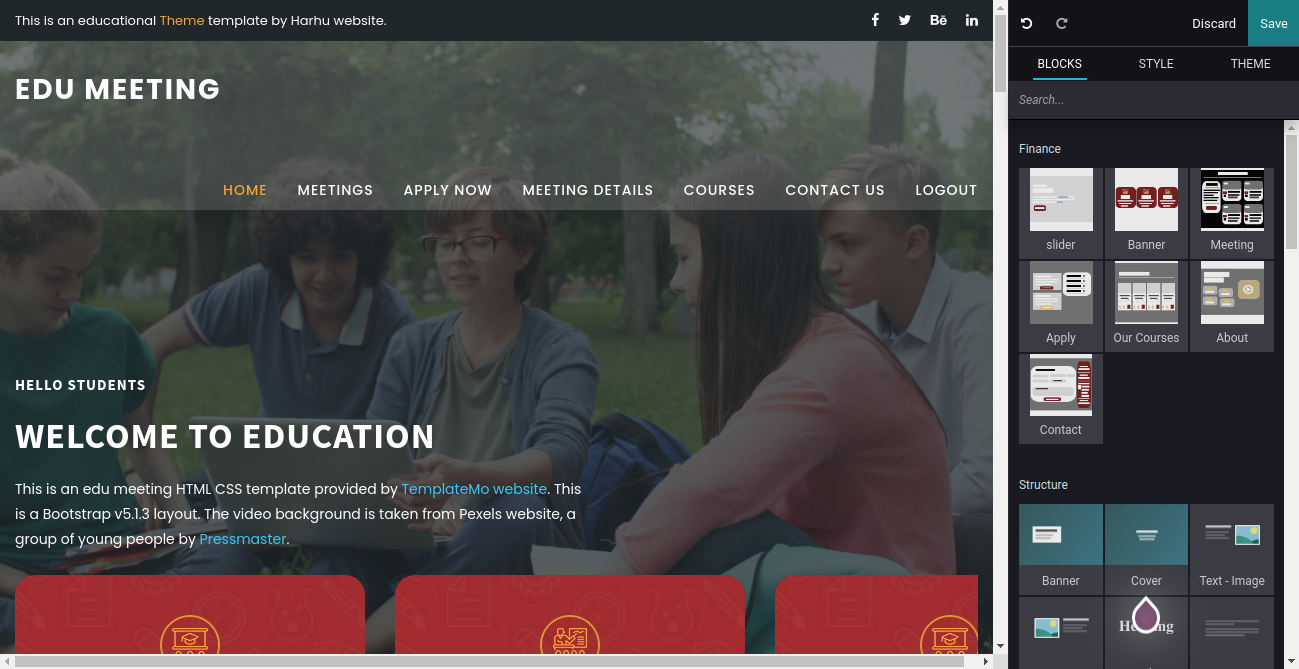 This is an educational Theme template by Harhu website.
Bē
Discard
Save
EDU MEETING
BLOCKS STYLE THEME
Search...
HOME MEETINGS APPLY NOW MEETING DETAILS COURSES CONTACT US LOGOUT
HELLO STUDENTS
WELCOME TO EDUCATION
This is an edu meeting HTML CSS template provided by TemplateMo website. This
is a Bootstrap v5.1.3 layout. The video background is taken from Pexels website, a
group of young people by Pressmaster.
Finance
slider Banner Meeting
Apply Our Courses About
Contact
Structure
Banner Cover Text - Image